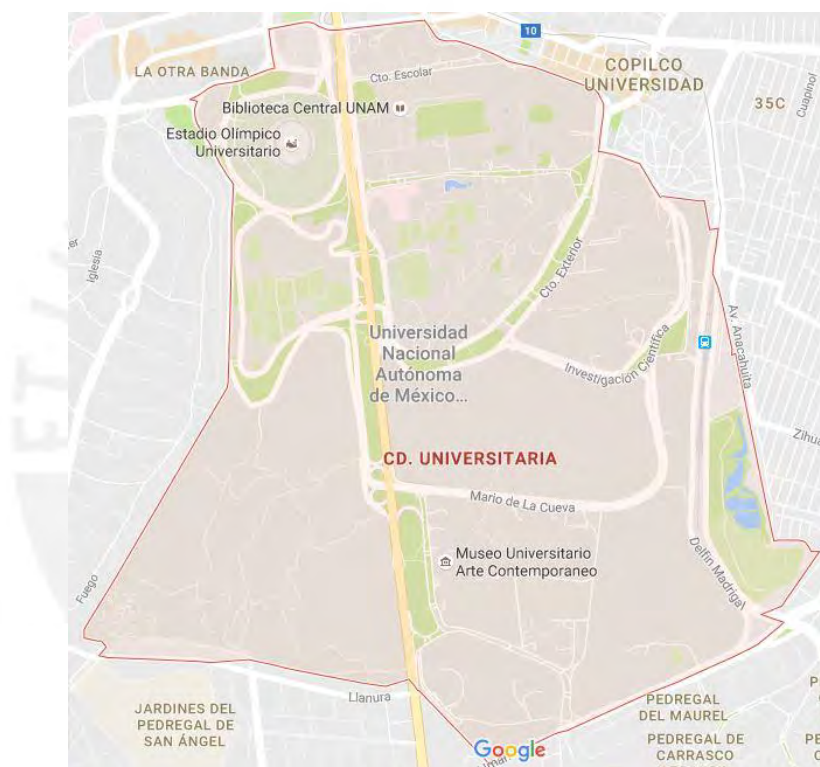 10
LA OTRA BANDA
COPILCO
UNIVERSIDAD
Cto. Escolar
35C
Cuapinol
Biblioteca Central UNAM
Estadio Olímpico
Universitario
Iglesia
Cto. Exterior
Av. Anacahuita
Universidad
Nacional
Autónoma
de México...
Investigación Científica
CD. UNIVERSITARIA
Mario de La Cueva
Museo Universitario
Arte Contemporaneo
Delfín Madrigal
Fuego
Llanura
JARDINES DEL
PEDREGAL DE
SAN ÁNGEL
PEDREGAL
DEL MAUREL
PEDREGAL DE
CARRASCO
Google